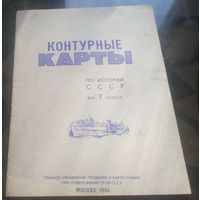 КОНТУРНЫЕ
КАРТЫ
ПО ИСТОРИИ
СССР
ДЛЯ 7 КЛАССА
ГЛАВНОЕ УПРАВЛЕНИЕ ГЕОДЕЗИИ И КАРТОГРАФИИ
ПРИ СОВЕТЕ МИНИСТРОВ СССР
МОСКВА